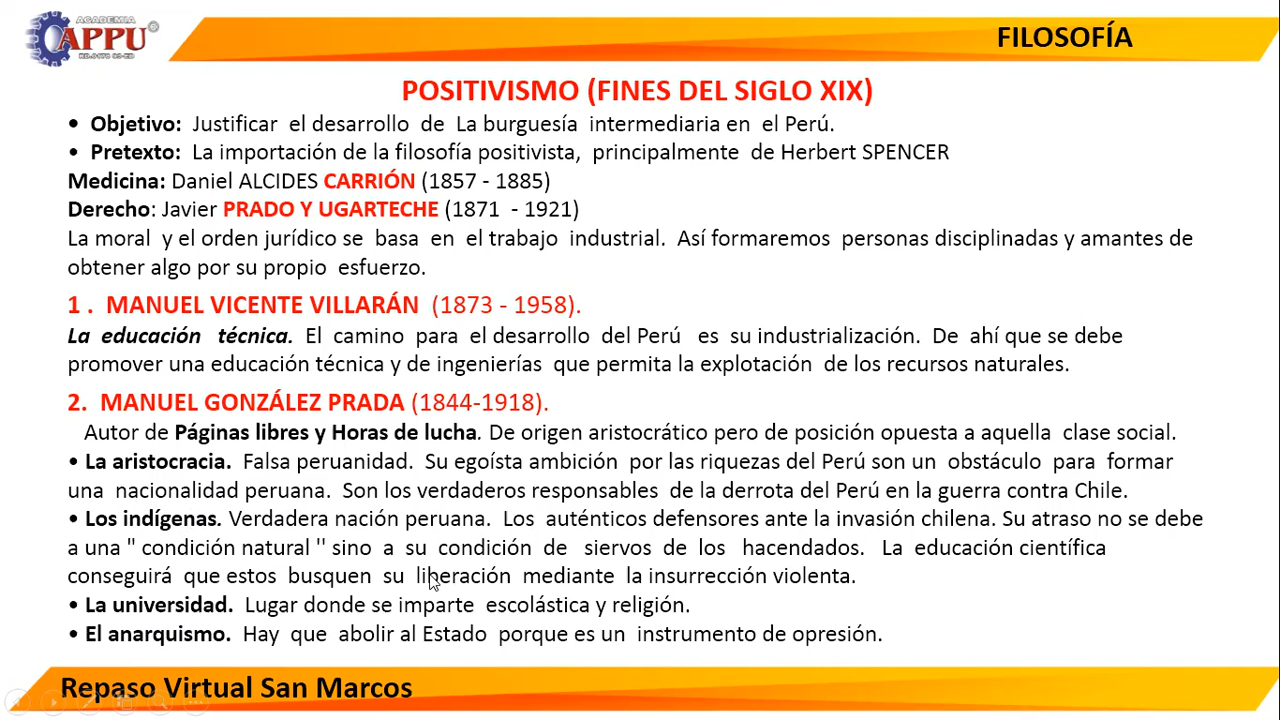 ACADEMIA
APPU
FILOSOFÍA
POSITIVISMO (FINES DEL SIGLO XIX)
• Objetivo: Justificar el desarrollo de La burguesía intermediaria en el Perú.
• Pretexto: La importación de la filosofía positivista, principalmente de Herbert SPENCER
Medicina: Daniel ALCIDES CARRIÓN (1857 - 1885)
Derecho: Javier PRADO Y UGARTECHE (1871 - 1921)
La moral y el orden jurídico se basa en el trabajo industrial. Así formaremos personas disciplinadas y amantes de
obtener algo por su propio esfuerzo.
1 . MANUEL VICENTE VILLARÁN (1873 - 1958).
La educación técnica. El camino para el desarrollo del Perú es su industrialización. De ahí que se debe
promover una educación técnica y de ingenierías que permita la explotación de los recursos naturales.
2. MANUEL GONZÁLEZ PRADA (1844-1918).
Autor de Páginas libres y Horas de lucha. De origen aristocrático pero de posición opuesta a aquella clase social.
• La aristocracia. Falsa peruanidad. Su egoísta ambición por las riquezas del Perú son un obstáculo para formar
una nacionalidad peruana. Son los verdaderos responsables de la derrota del Perú en la guerra contra Chile.
• Los indígenas. Verdadera nación peruana. Los auténticos defensores ante la invasión chilena. Su atraso no se debe
a una " condición natural " sino a su condición de siervos de los hacendados. La educación científica
conseguirá que estos busquen su liberación mediante la insurrección violenta.
• La universidad. Lugar donde se imparte escolástica y religión.
• El anarquismo. Hay que abolir al Estado porque es un instrumento de opresión.
Repaso Virtual San Marcos